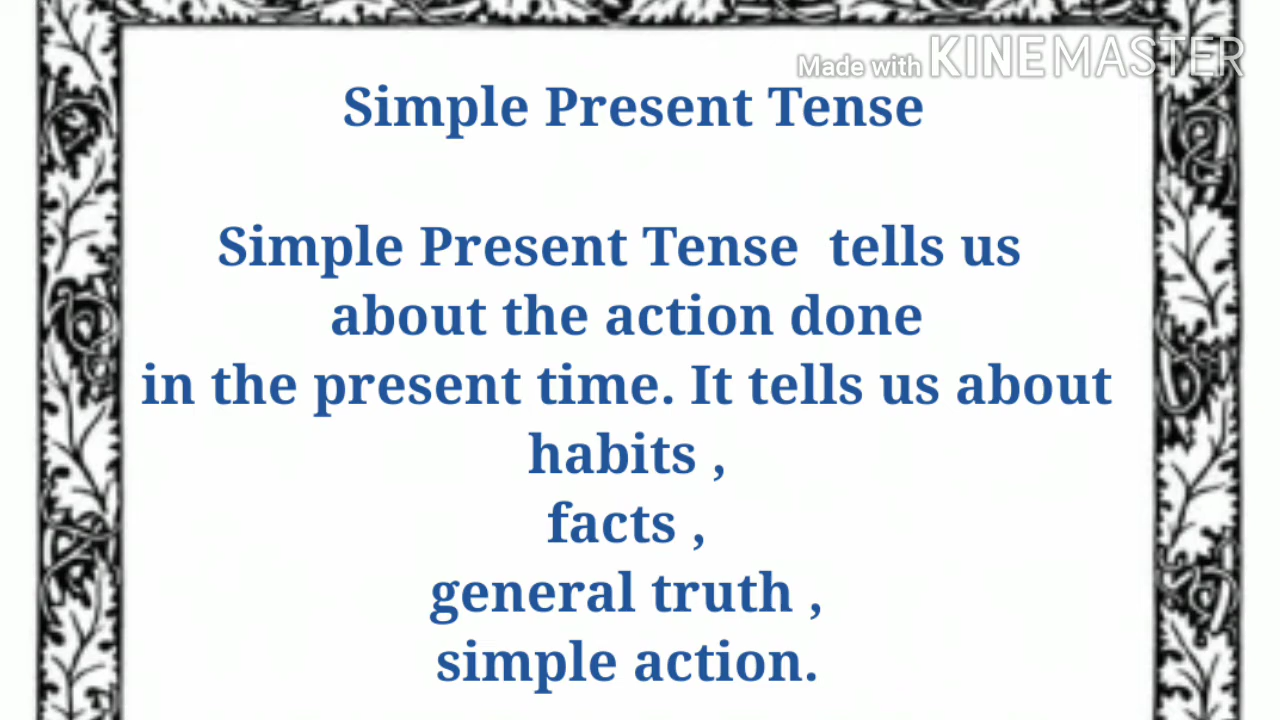 Made with KINEMASTER
Simple Present Tense
Simple Present Tense  tells us
about the action done
in the present time. It tells us about
habits ,
facts ,
general truth ,
simple action.